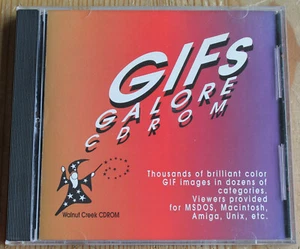 GIFs
GALORE
CDROM
Thousands of brilliant color
GIF images in dozens of
categories.
Viewers provided
for MSDOS, Macintosh,
Amiga, Unix, etc.
Walnut Creek CDROM